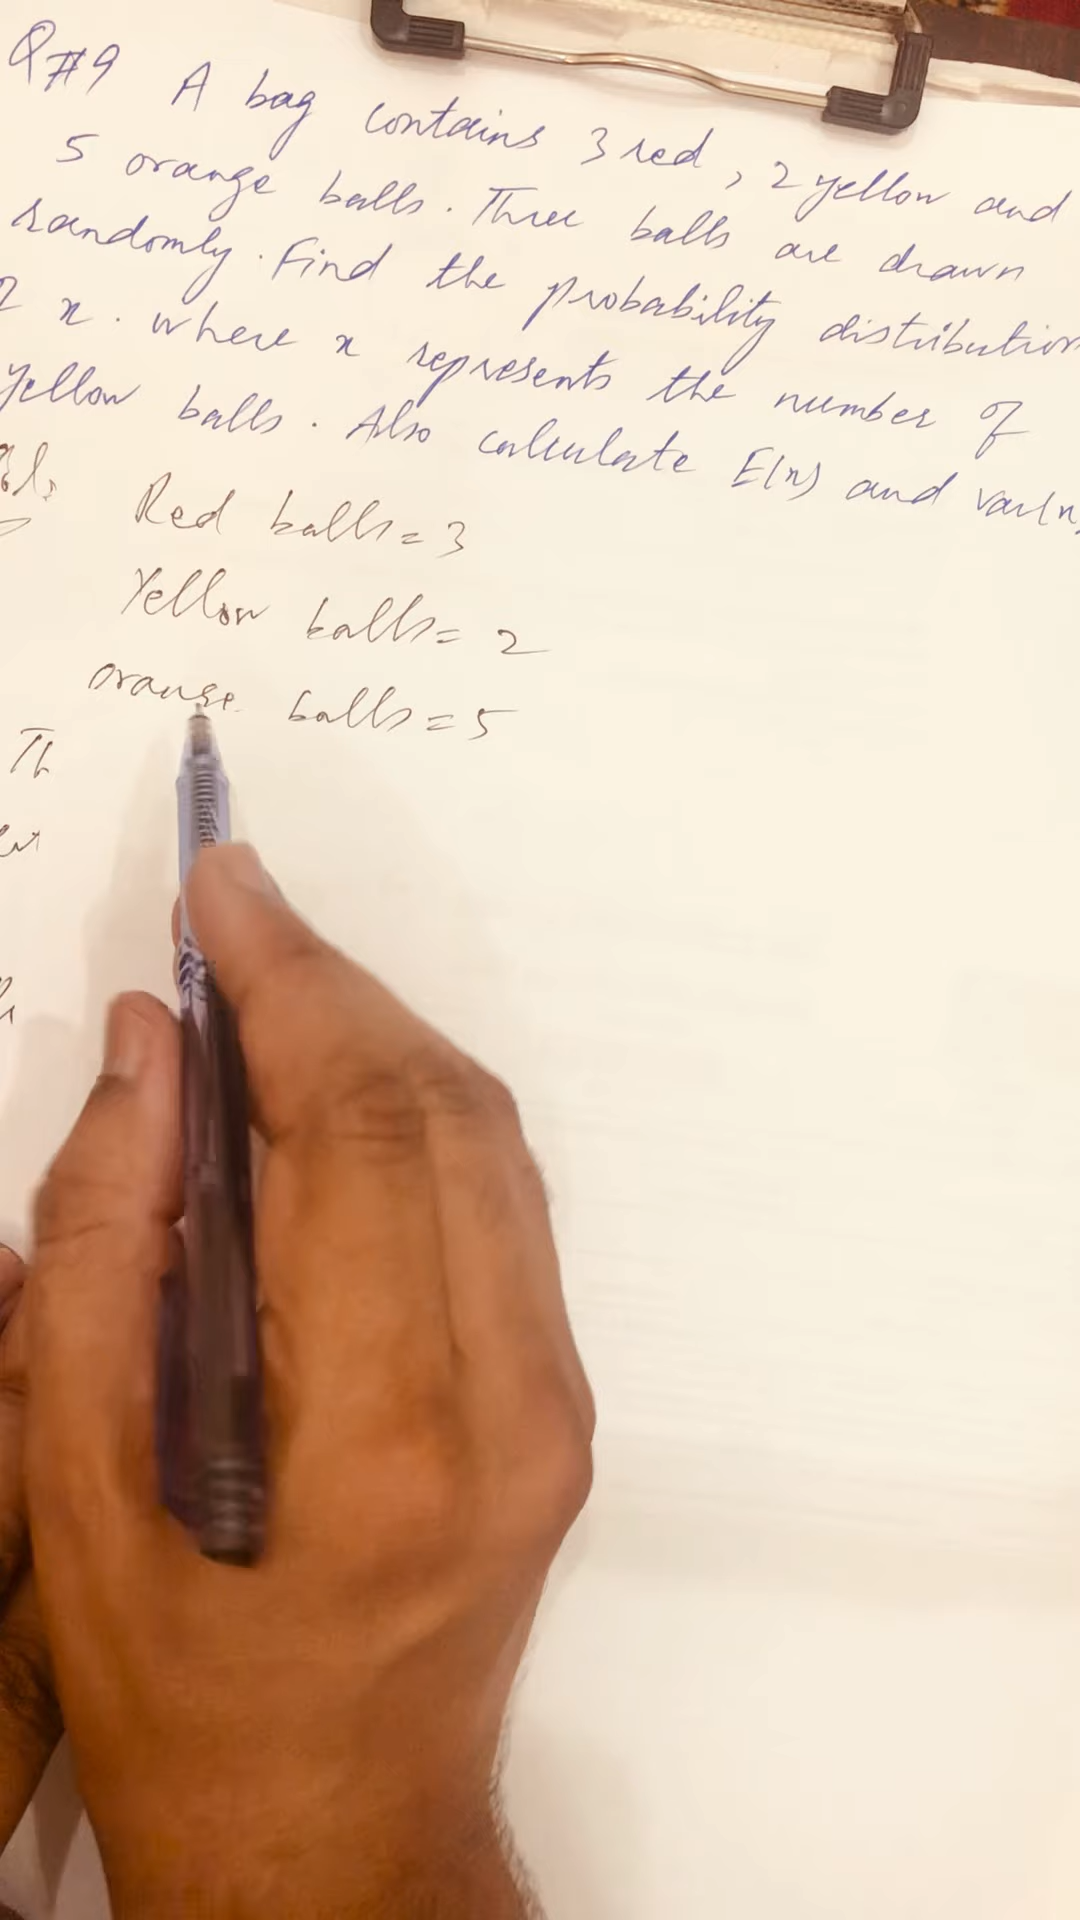 Q#9 A bag contains 3 red, 2 yellow and
5 orange balls. Three balls are drawn
randomly. Find the probability distribution
x. where x represents the number of
yellow balls. Also calculate E(x) and var(x)
Red balls = 3
Yellow balls = 2
orange balls = 5
Th